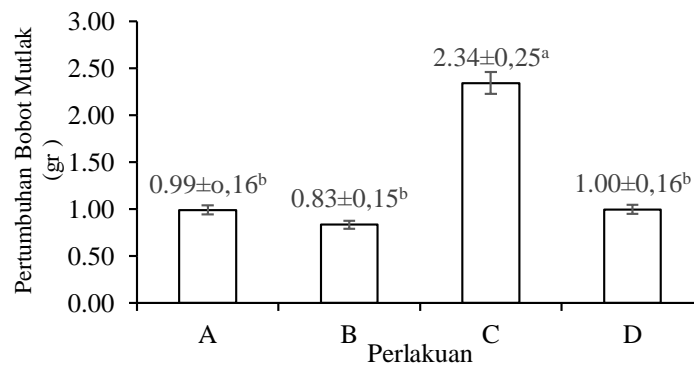 Pertumbuhan Bobot Mutlak
(gr )
3.00
2.50
2.00
1.50
1.00
0.50
0.00
0.99±o,16ᵇ
0.83±0,15ᵇ
2.34±0,25ᵃ
1.00±0,16ᵇ
A B C D
Perlakuan